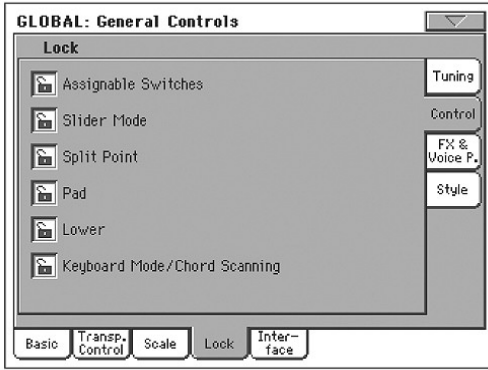 GLOBAL: General Controls
Lock
Assignable Switches
Slider Mode
Split Point
Pad
Lower
Keyboard Mode/Chord Scanning
Tuning
Control
FX &
Voice P.
Style
Basic
Transp.
Control
Scale
Lock
Inter-
face